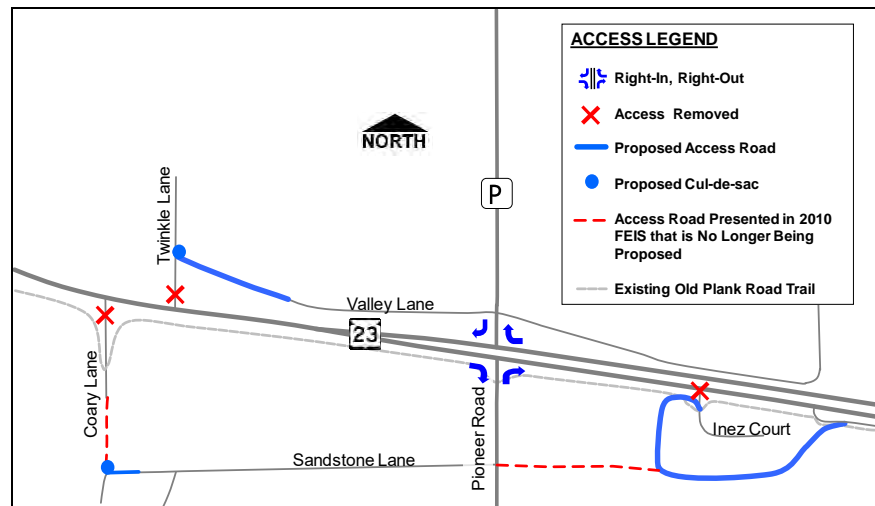 ACCESS LEGEND
Right-In, Right-Out
Access Removed
Proposed Access Road
Proposed Cul-de-sac
Access Road Presented in 2010
FEIS that is No Longer Being
Proposed
Existing Old Plank Road Trail
NORTH
P
Twinkle Lane
Valley Lane
23
Coary Lane
Pioneer Road
Inez Court
Sandstone Lane